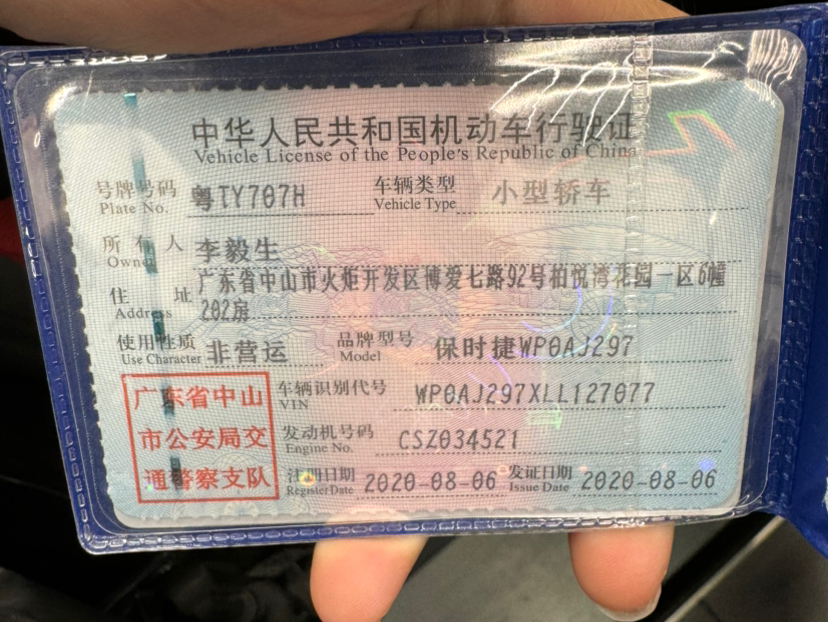 中华人民共和国机动车行驶证
Vehicle License of the People's Republic of China
号牌号码 粤TY707H 车辆类型 小型轿车
Plate No. Vehicle Type
所有人 李毅生
Owner
住址 广东省中山市火炬开发区博爱七路92号柏悦湾花园一区6幢
Address 202房
使用性质 非营运 品牌型号 保时捷WP0AJ297
Use Character Model
广东省中山 车辆识别代号 WP0AJ297XLL127077
VIN
市公安局交 发动机号码 CSZ034521
Engine No.
通警察支队 注册日期 2020-08-06 发证日期 2020-08-06
Register Date Issue Date